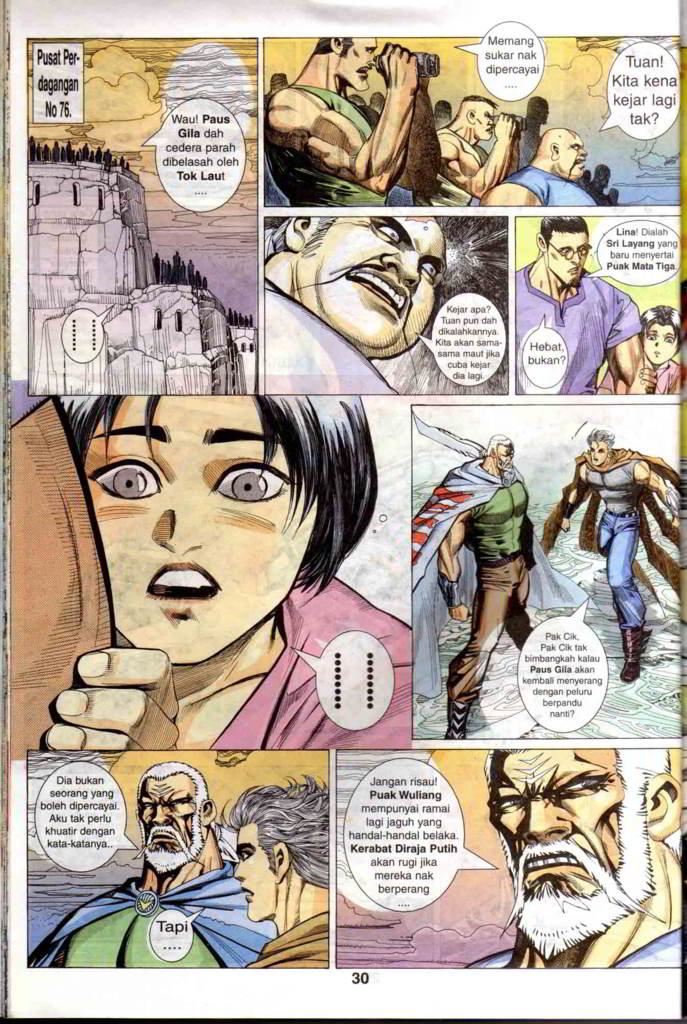 Pusat Per-
dagangan
No 76.
Wau! Paus
Gila dah
cedera parah
dibelasah oleh
Tok Laut
....
Memang
sukar nak
dipercayai
....
Tuan!
Kita kena
kejar lagi
tak?
Kejar apa?
Tuan pun dah
dikalahkannya.
Kita akan sama-
sama maut jika
cuba kejar
dia lagi.
Lina! Dialah
Sri Layang yang
baru menyertai
Puak Mata Tiga.
Hebat,
bukan?
Pak Cik,
Pak Cik tak
bimbangkah kalau
Paus Gila akan
kembali menyerang
dengan peluru
berpandu
nanti?
Dia bukan
seorang yang
boleh dipercayai.
Aku tak perlu
khuatir dengan
kata-katanya..
Tapi
....
Jangan risau!
Puak Wuliang
mempunyai ramai
lagi jaguh yang
handal-handal belaka.
Kerabat Diraja Putih
akan rugi jika
mereka nak
berperang
....
30